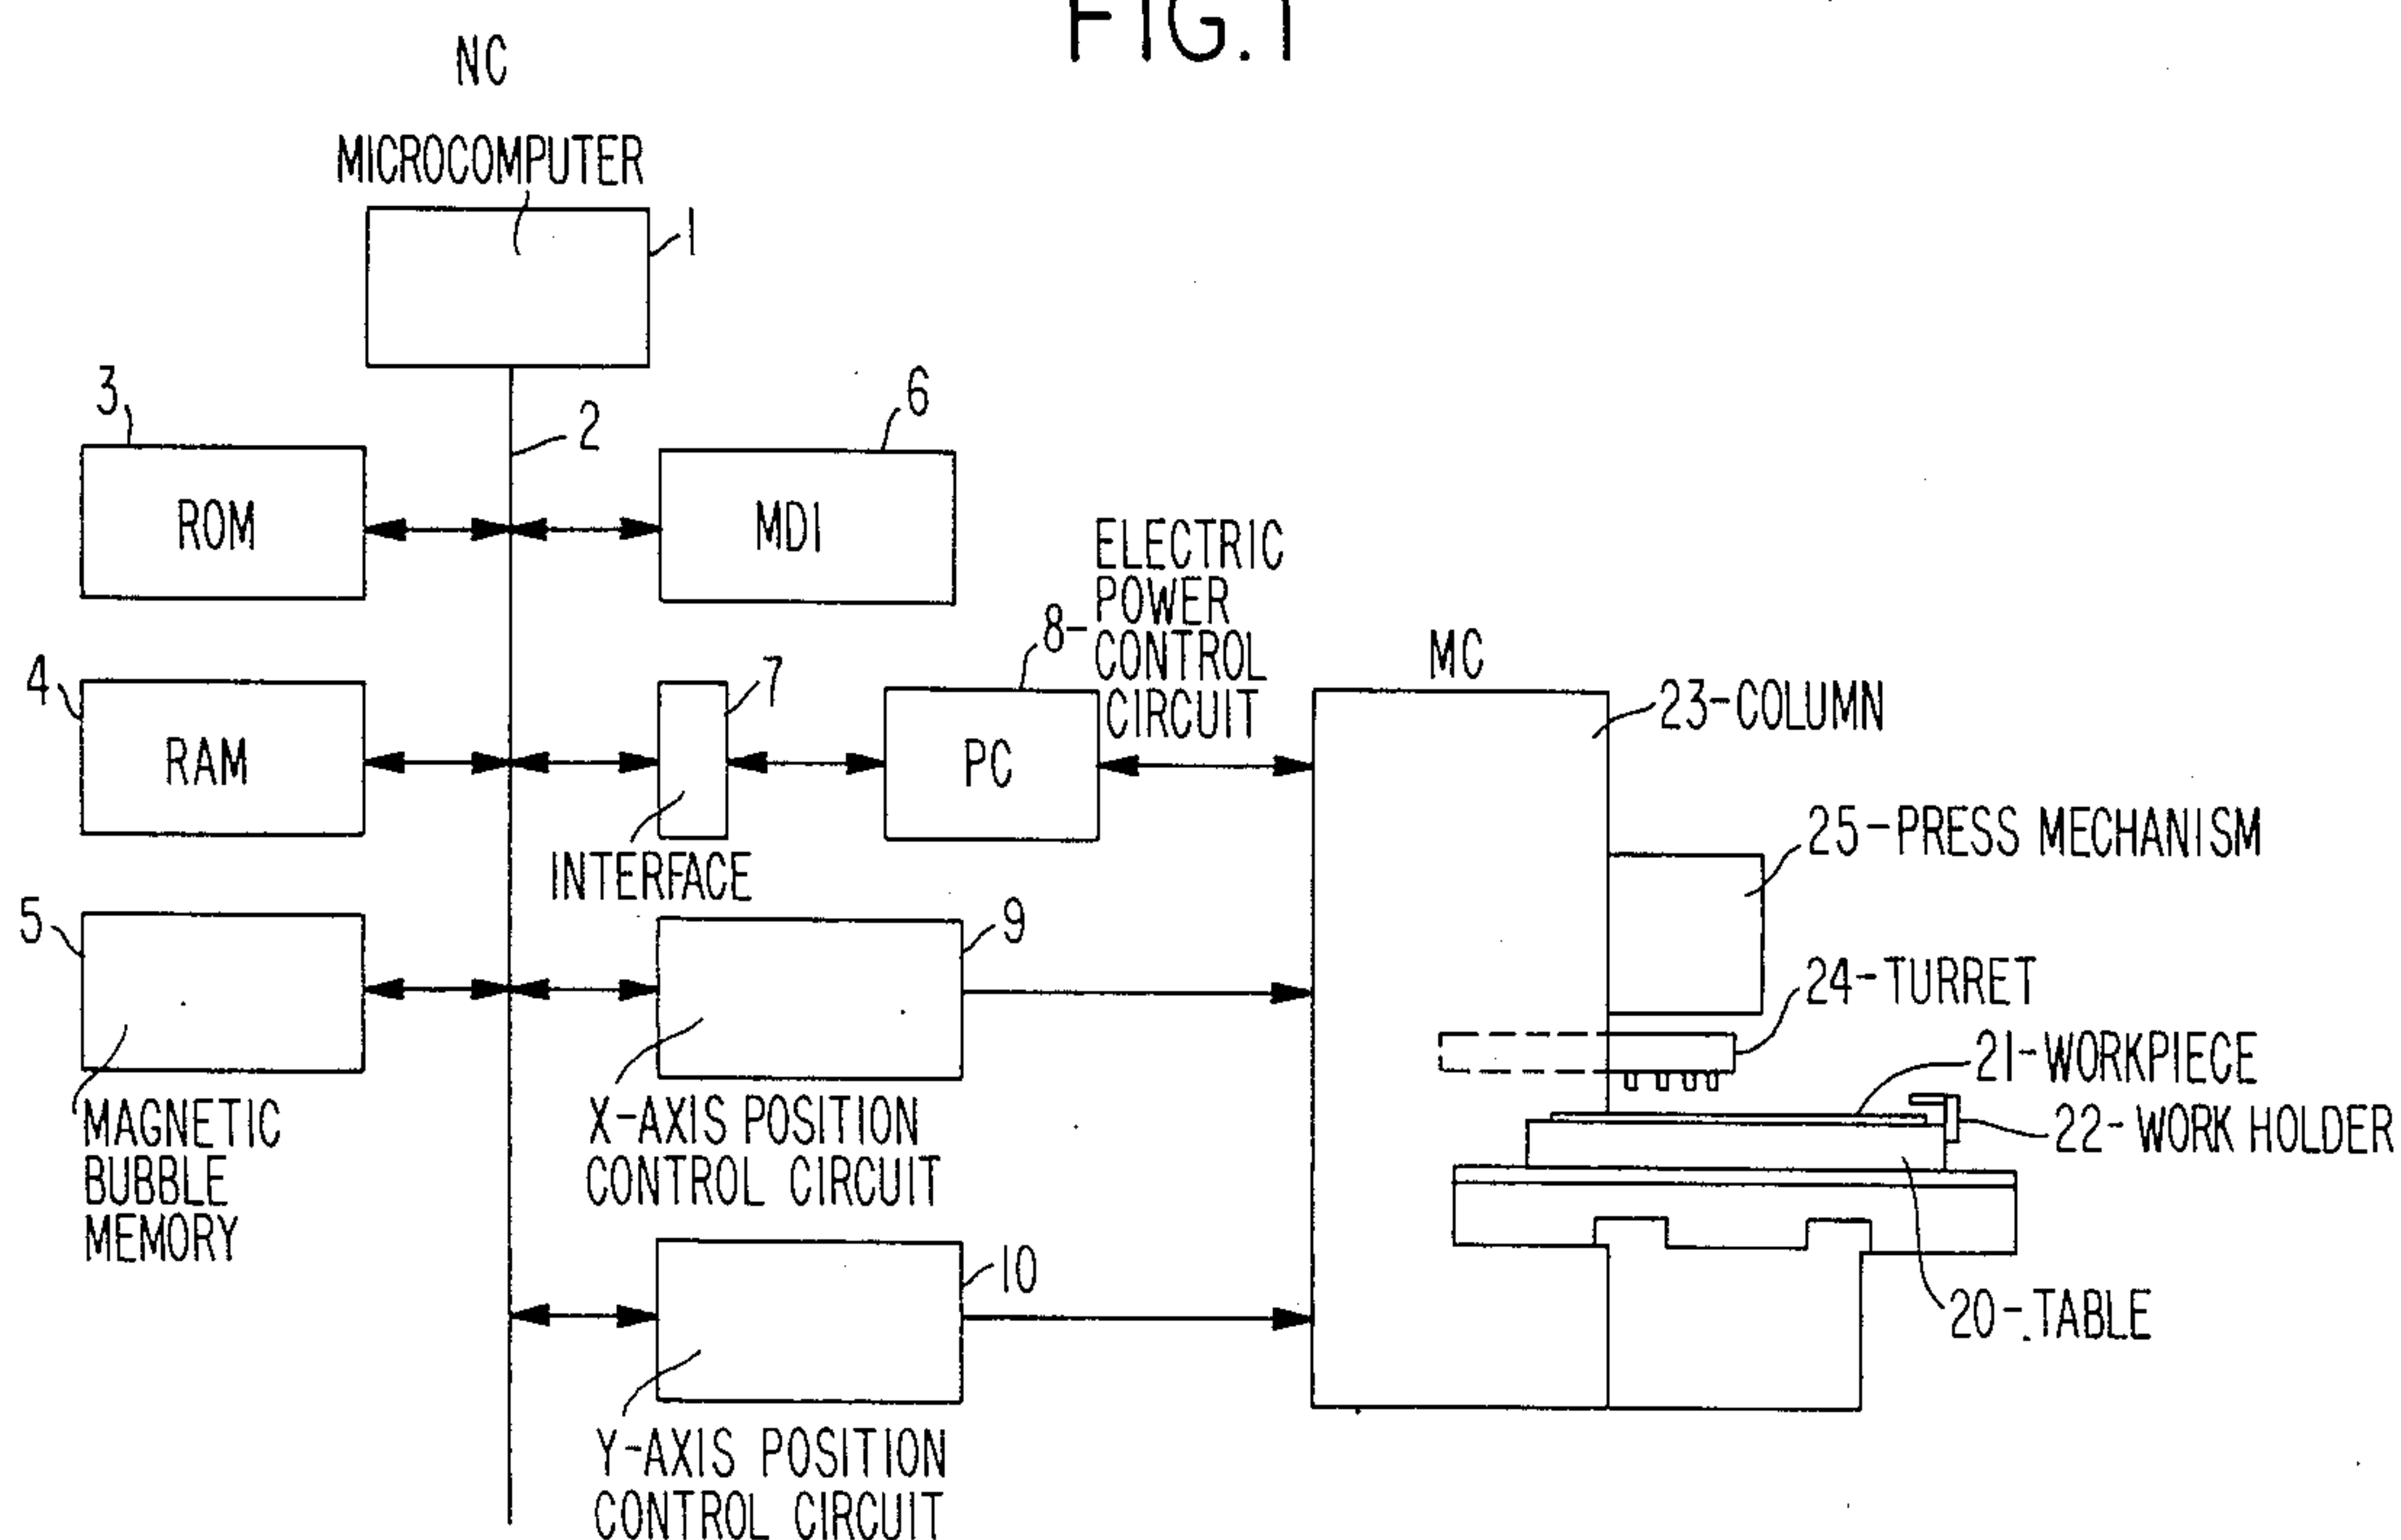 FIG.1
NC
MICROCOMPUTER
1
3
2
6
ROM
MDI
ELECTRIC
POWER
8-CONTROL
CIRCUIT
4
7
RAM
PC
INTERFACE
MC
23-COLUMN
25-PRESS MECHANISM
5
9
24-TURRET
21-WORKPIECE
22-WORK HOLDER
MAGNETIC
BUBBLE
MEMORY
X-AXIS POSITION
CONTROL CIRCUIT
10
20-TABLE
Y-AXIS POSITION
CONTROL CIRCUIT